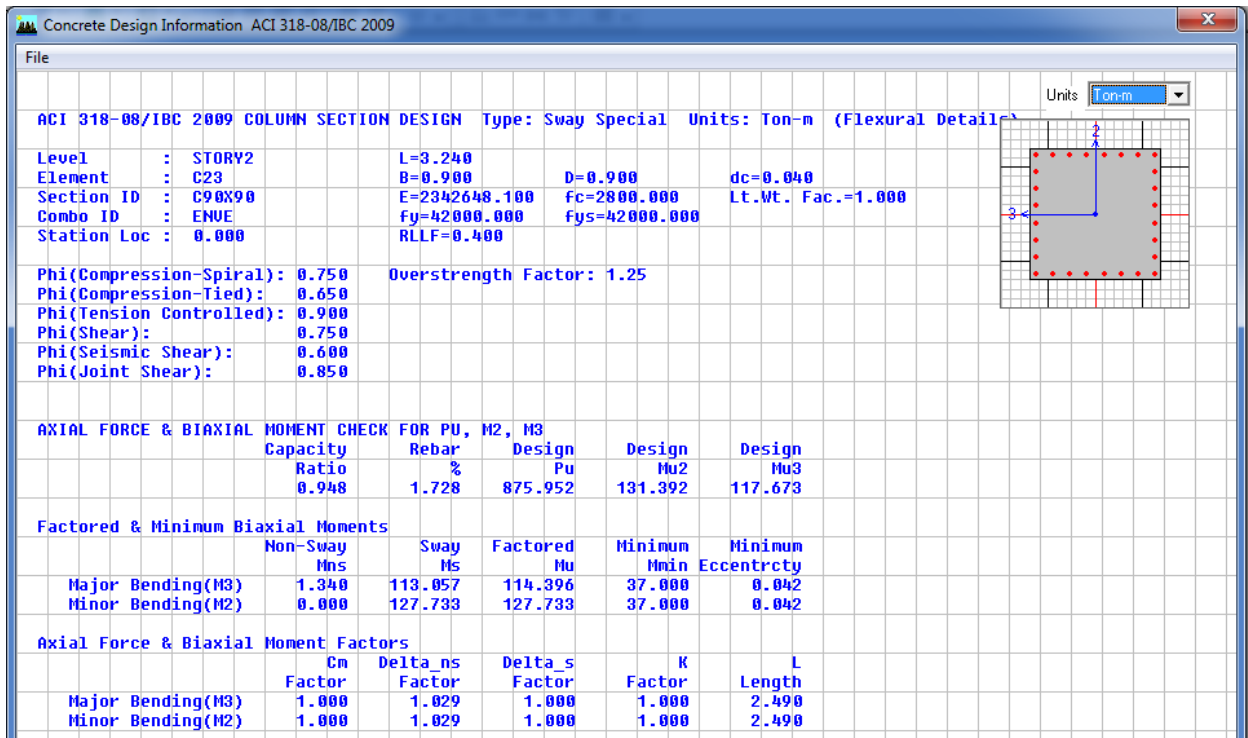 Concrete Design Information ACI 318-08/IBC 2009
File
Units Ton-m
ACI 318-08/IBC 2009 COLUMN SECTION DESIGN Type: Sway Special Units: Ton-m (Flexural Details)
Level : STORY2 L=3.240
Element : C23 B=0.900 D=0.900 dc=0.040
Section ID : C90X90 E=2342648.100 fc=2800.000 Lt.Wt. Fac.=1.000
Combo ID : ENVE fy=42000.000 fys=42000.000
Station Loc : 0.000 RLLF=0.400
2
3
Phi(Compression-Spiral): 0.750 Overstrength Factor: 1.25
Phi(Compression-Tied): 0.650
Phi(Tension Controlled): 0.900
Phi(Shear): 0.750
Phi(Seismic Shear): 0.600
Phi(Joint Shear): 0.850
AXIAL FORCE & BIAXIAL MOMENT CHECK FOR PU, M2, M3
Capacity Rebar Design Design Design
Ratio % Pu Mu2 Mu3
0.948 1.728 875.952 131.392 117.673
Factored & Minimum Biaxial Moments
Non-Sway Sway Factored Minimum Minimum
Mns Ms Mu Mmin Eccentrcty
Major Bending(M3) 1.340 113.057 114.396 37.000 0.042
Minor Bending(M2) 0.000 127.733 127.733 37.000 0.042
Axial Force & Biaxial Moment Factors
Cm Delta_ns Delta_s K L
Factor Factor Factor Factor Length
Major Bending(M3) 1.000 1.029 1.000 1.000 2.490
Minor Bending(M2) 1.000 1.029 1.000 1.000 2.490